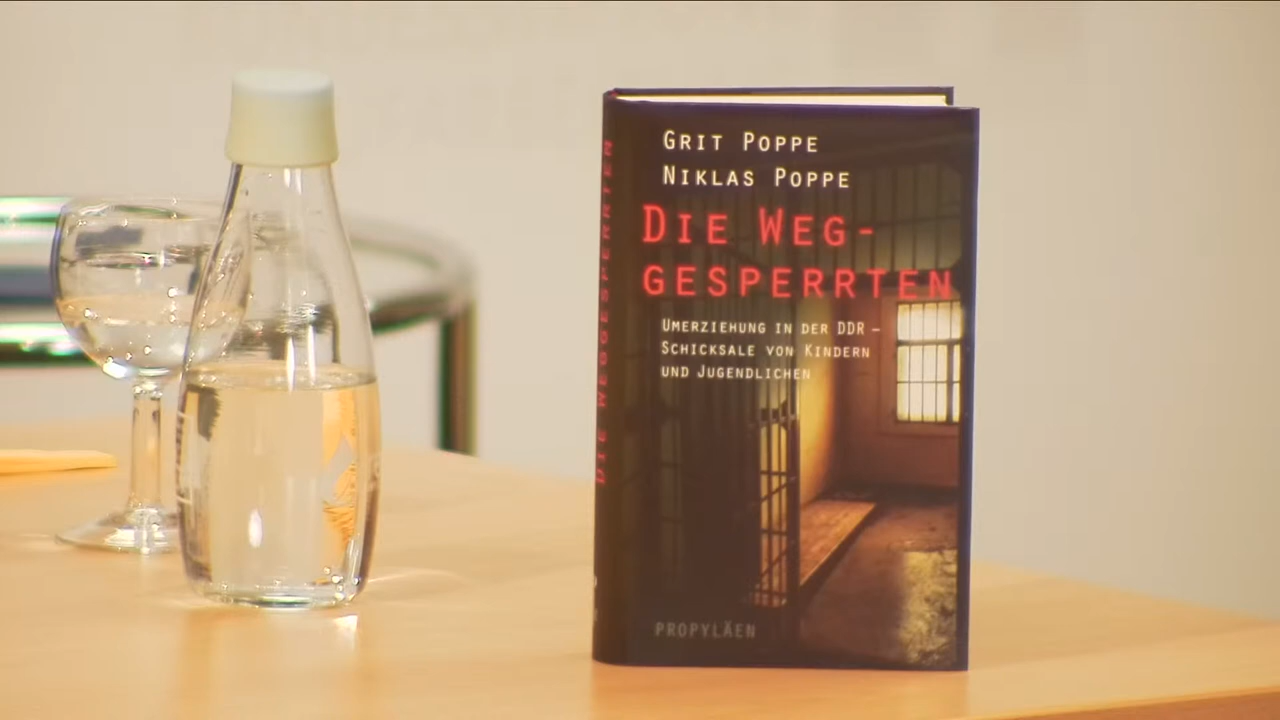 Grit Poppe
Niklas Poppe
Die Weg-
gesperrten
Umerziehung in der DDR –
Schicksale von Kindern
und Jugendlichen
PROPYLÄEN
DIE WEGGESPERRTEN